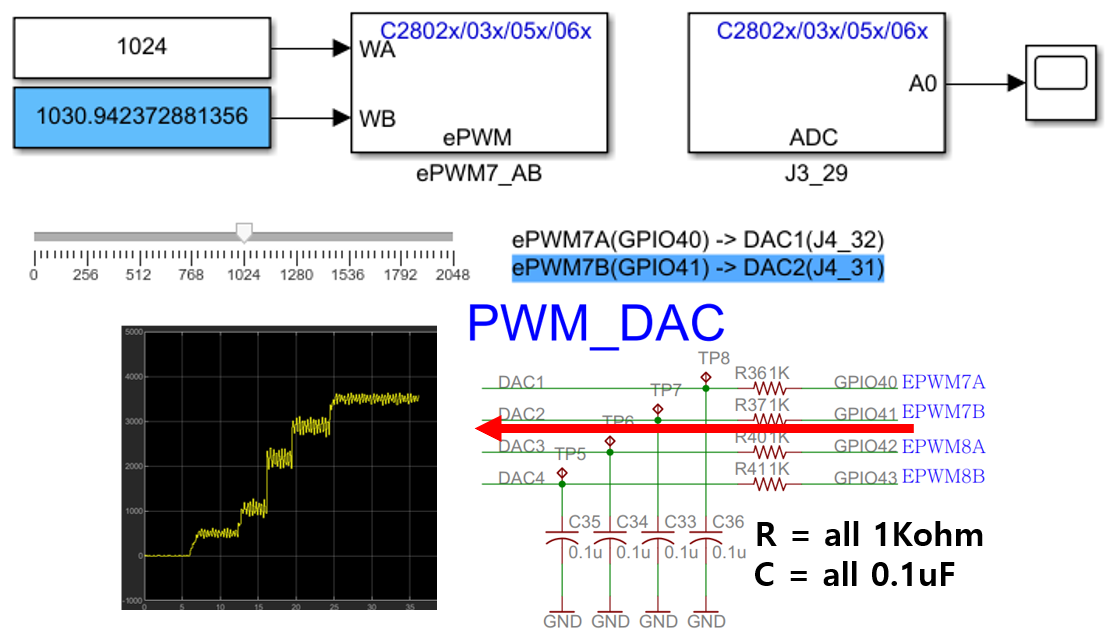 C2802x/03x/05x/06x
C2802x/03x/05x/06x
1024
WA
A0
1030.942372881356
WB
ePWM
ADC
ePWM7_AB
J3_29
0 256 512 768 1024 1280 1536 1792 2048
ePWM7A(GPIO40) -> DAC1(J4_32)
ePWM7B(GPIO41) -> DAC2(J4_31)
PWM_DAC
5000
4000
3000
2000
1000
0
-1000
0 5 10 15 20 25 30 35
TP8
DAC1 R36 1K GPIO40 EPWM7A
TP7
DAC2 R37 1K GPIO41 EPWM7B
TP6
DAC3 R40 1K GPIO42 EPWM8A
TP5
DAC4 R41 1K GPIO43 EPWM8B
C35 C34 C33 C36
0.1u 0.1u 0.1u 0.1u
GND GND GND GND
R = all 1Kohm
C = all 0.1uF